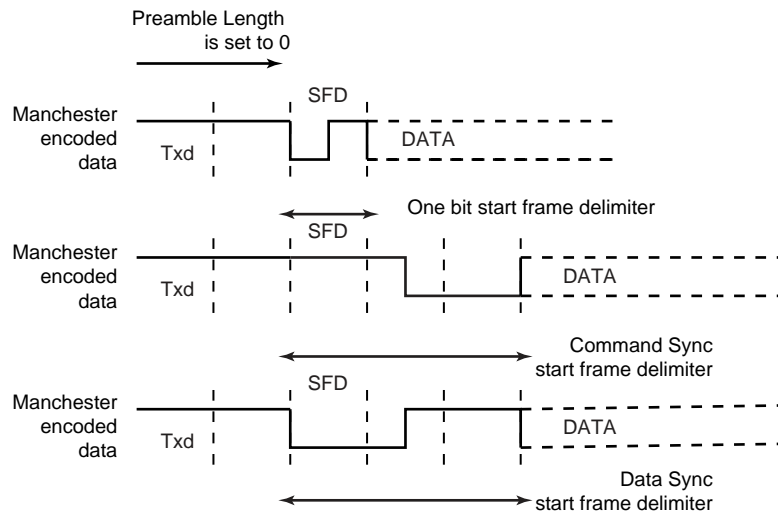 Preamble Length
is set to 0
SFD
Manchester
encoded
data
Txd
DATA
One bit start frame delimiter
SFD
Manchester
encoded
data
Txd
DATA
Command Sync
start frame delimiter
SFD
Manchester
encoded
data
Txd
DATA
Data Sync
start frame delimiter